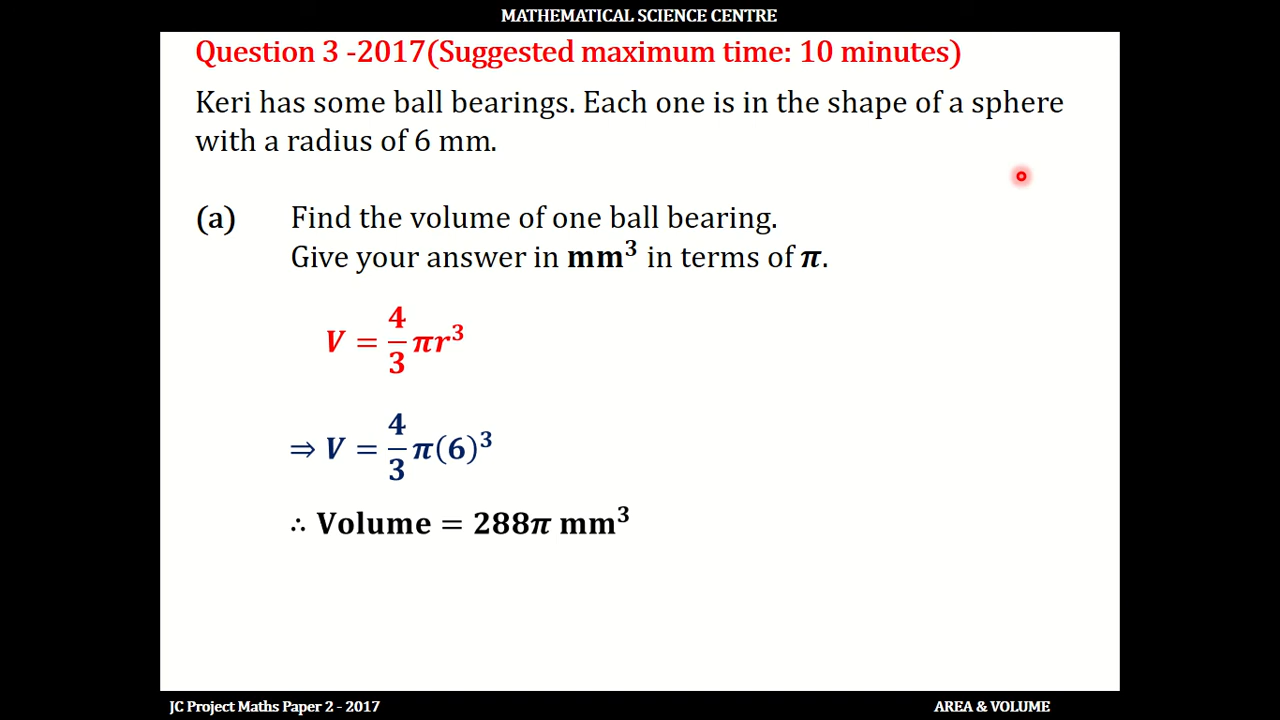 MATHEMATICAL SCIENCE CENTRE
Question 3 -2017(Suggested maximum time: 10 minutes)
Keri has some ball bearings. Each one is in the shape of a sphere
with a radius of 6 mm.
(a) Find the volume of one ball bearing.
Give your answer in mm³ in terms of π.
V = 4/3 πr³
⇒ V = 4/3 π(6)³
∴ Volume = 288π mm³
JC Project Maths Paper 2 - 2017 AREA & VOLUME